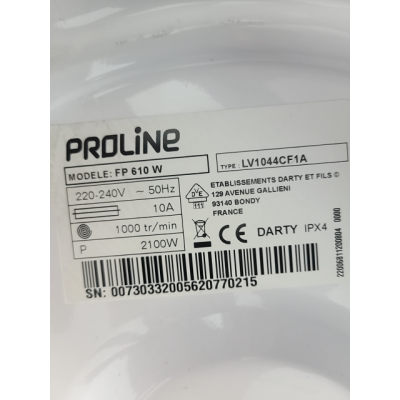 PROLINE
MODELE: FP 610 W
TYPE: LV1044CF1A
220-240V ~ 50Hz
10A
1000 tr/min
P 2100W
ETABLISSEMENTS DARTY ET FILS ©
129 AVENUE GALLIENI
93140 BONDY
FRANCE
CE DARTY IPX4
SN: 00730332005620770215